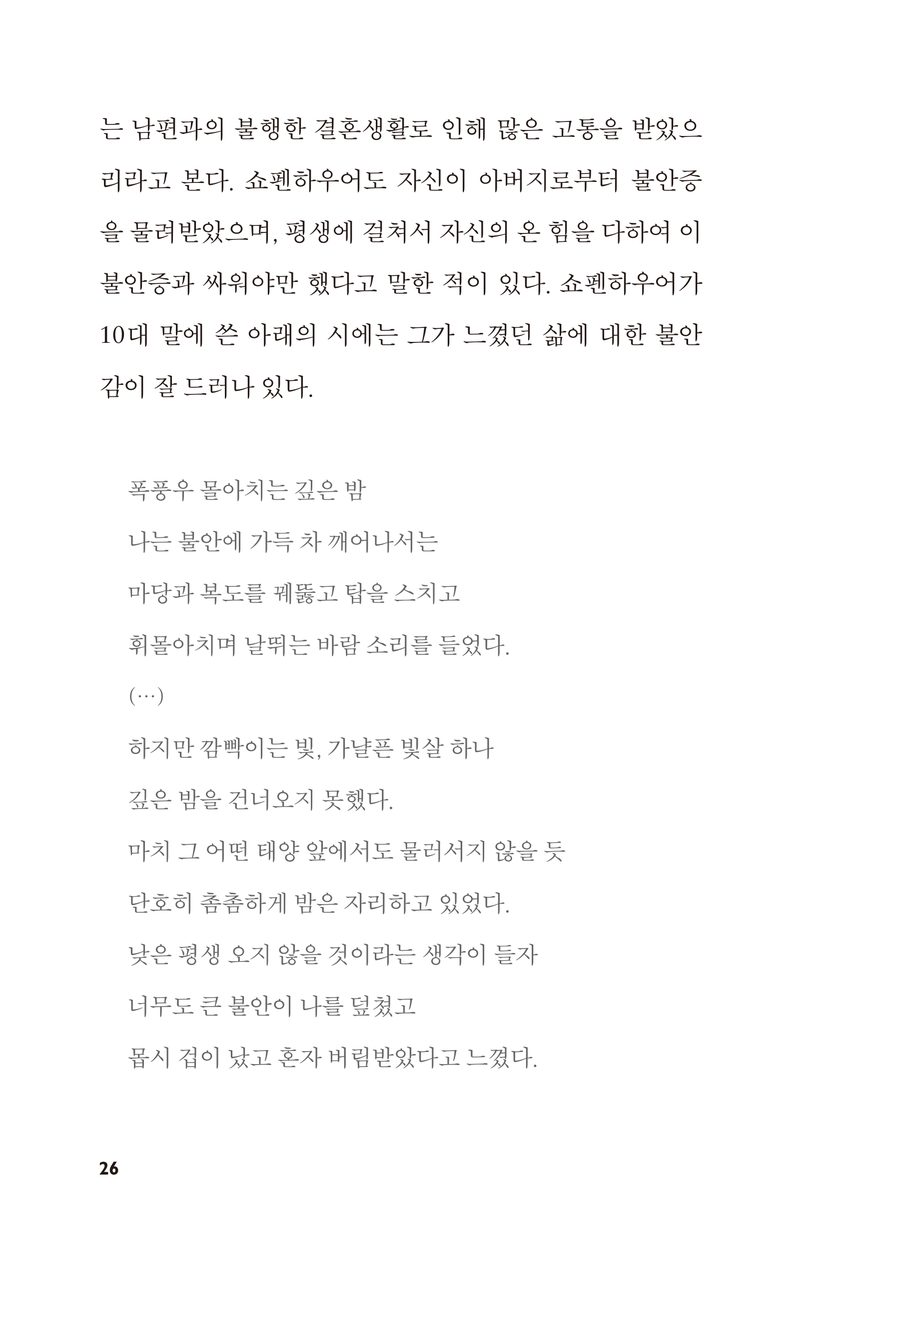 는 남편과의 불행한 결혼생활로 인해 많은 고통을 받았으
리라고 본다. 쇼펜하우어도 자신이 아버지로부터 불안증
을 물려받았으며, 평생에 걸쳐서 자신의 온 힘을 다하여 이
불안증과 싸워야만 했다고 말한 적이 있다. 쇼펜하우어가
10대 말에 쓴 아래의 시에는 그가 느꼈던 삶에 대한 불안
감이 잘 드러나 있다.
폭풍우 몰아치는 깊은 밤
나는 불안에 가득 차 깨어나서는
마당과 복도를 꿰뚫고 탑을 스치고
휘몰아치며 날뛰는 바람 소리를 들었다.
(…)
하지만 깜빡이는 빛, 가냘픈 빛살 하나
깊은 밤을 건너오지 못했다.
마치 그 어떤 태양 앞에서도 물러서지 않을 듯
단호히 촘촘하게 밤은 자리하고 있었다.
낮은 평생 오지 않을 것이라는 생각이 들자
너무도 큰 불안이 나를 덮쳤고
몹시 겁이 났고 혼자 버림받았다고 느꼈다.
26